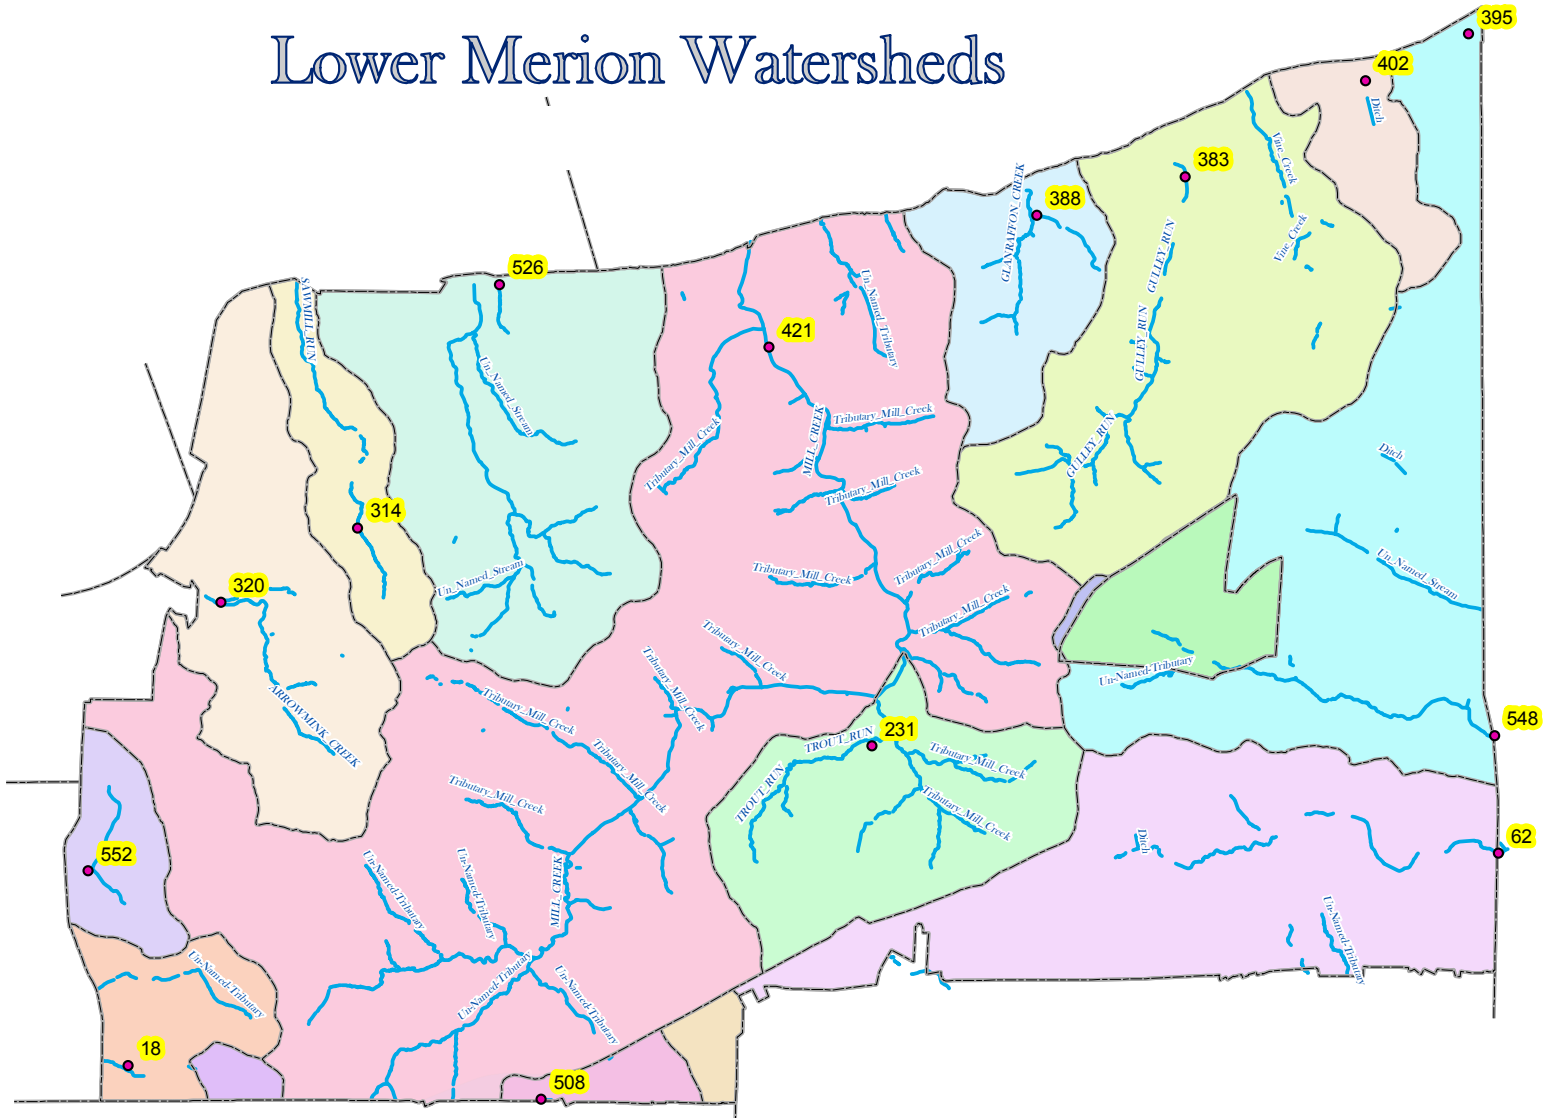 Lower Merion Watersheds
395
402
Ditch
383
Vine_Creek
388
GLANRAFFON_CREEK
Vine_Creek
GULLEY_RUN
526
SAWMILL_RUN
Un_Named_Tributary
421
GULLEY_RUN
Un_Named_Stream
Tributary_Mill_Creek
MILL_CREEK
Tributary_Mill_Creek
GULLEY_RUN
Ditch
Tributary_Mill_Creek
314
Tributary_Mill_Creek
Un_Named_Stream
Tributary_Mill_Creek
Un_Named_Stream
320
Tributary_Mill_Creek
Tributary_Mill_Creek
Tributary_Mill_Creek
Un-Named-Tributary
ARROWMINK_CREEK
Tributary_Mill_Creek
548
231
TROUT_RUN
Tributary_Mill_Creek
Tributary_Mill_Creek
TROUT_RUN
Tributary_Mill_Creek
Tributary_Mill_Creek
62
Ditch
552
MILL_CREEK
Un-Named-Tributary
Un-Named-Tributary
Un-Named-Tributary
Un-Named-Tributary
Un-Named-Tributary
Un-Named-Tributary
18
508